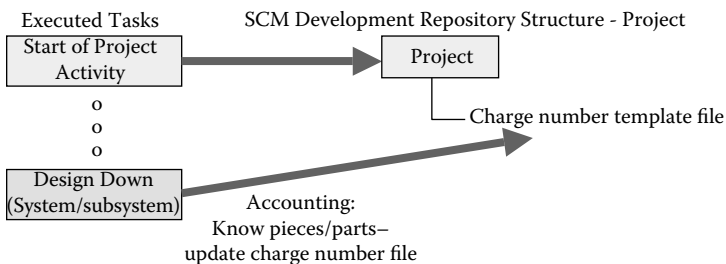 Executed Tasks
SCM Development Repository Structure - Project
Start of Project
Activity
Project
o
o
o
Charge number template file
Design Down
(System/subsystem)
Accounting:
Know pieces/parts–
update charge number file